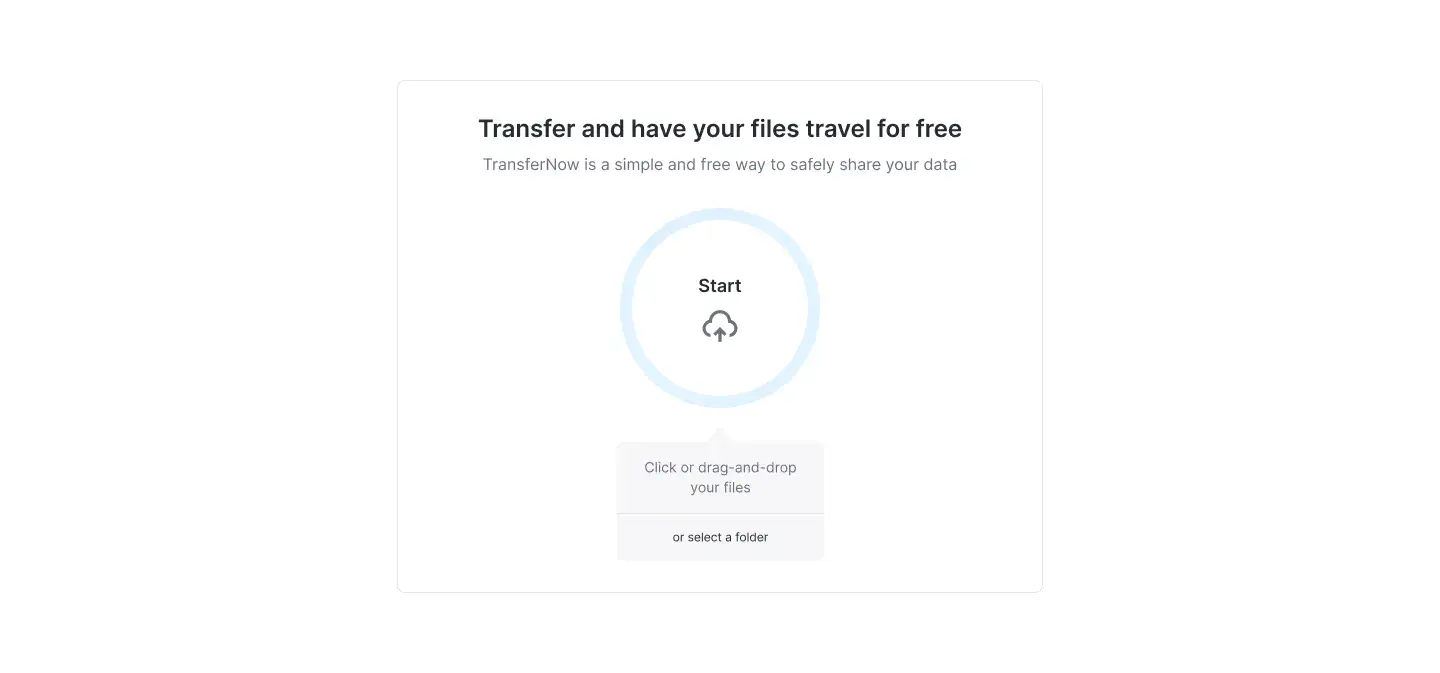 Transfer and have your files travel for free
TransferNow is a simple and free way to safely share your data
Start
Click or drag-and-drop
your files
or select a folder